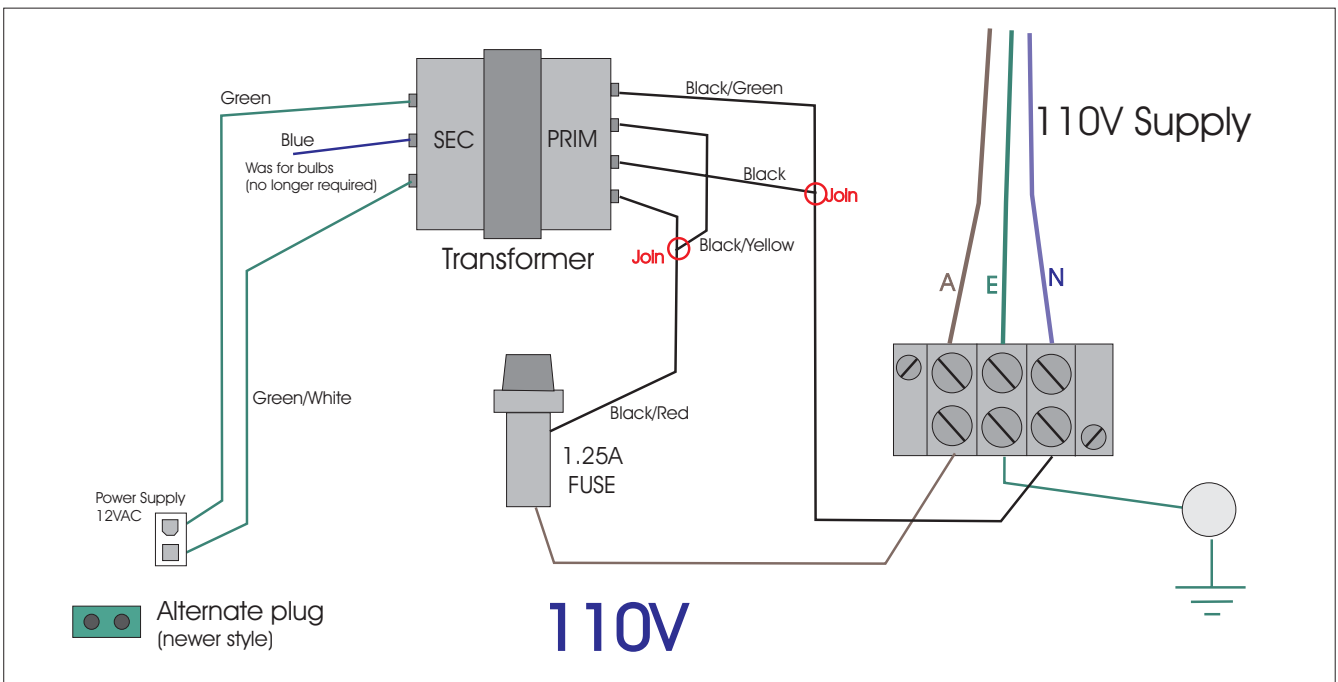 Green
Blue
Was for bulbs
(no longer required)
SEC
PRIM
Transformer
Black/Green
Black
Join
Join
Black/Yellow
110V Supply
A
E
N
Green/White
Black/Red
1.25A
FUSE
Power Supply
12VAC
Alternate plug
(newer style)
110V